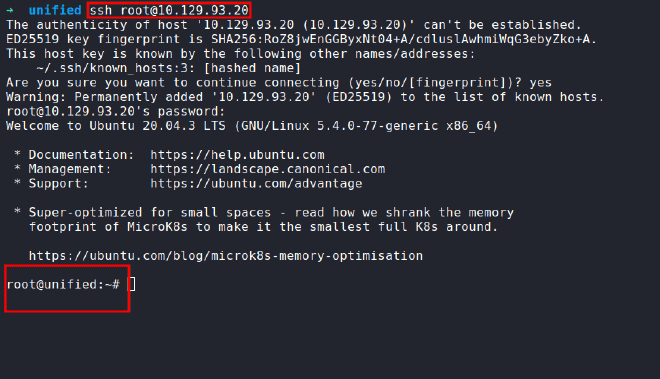 → unified ssh root@10.129.93.20
The authenticity of host '10.129.93.20 (10.129.93.20)' can't be established.
ED25519 key fingerprint is SHA256:RoZ8jwEnGGByxNt04+A/cdluslAwhmiWqG3ebyZko+A.
This host key is known by the following other names/addresses:
    ~/.ssh/known_hosts:3: [hashed name]
Are you sure you want to continue connecting (yes/no/[fingerprint])? yes
Warning: Permanently added '10.129.93.20' (ED25519) to the list of known hosts.
root@10.129.93.20's password:
Welcome to Ubuntu 20.04.3 LTS (GNU/Linux 5.4.0-77-generic x86_64)
 * Documentation:  https://help.ubuntu.com
 * Management:     https://landscape.canonical.com
 * Support:        https://ubuntu.com/advantage
 * Super-optimized for small spaces - read how we shrank the memory
   footprint of MicroK8s to make it the smallest full K8s around.
   https://ubuntu.com/blog/microk8s-memory-optimisation
root@unified:~#